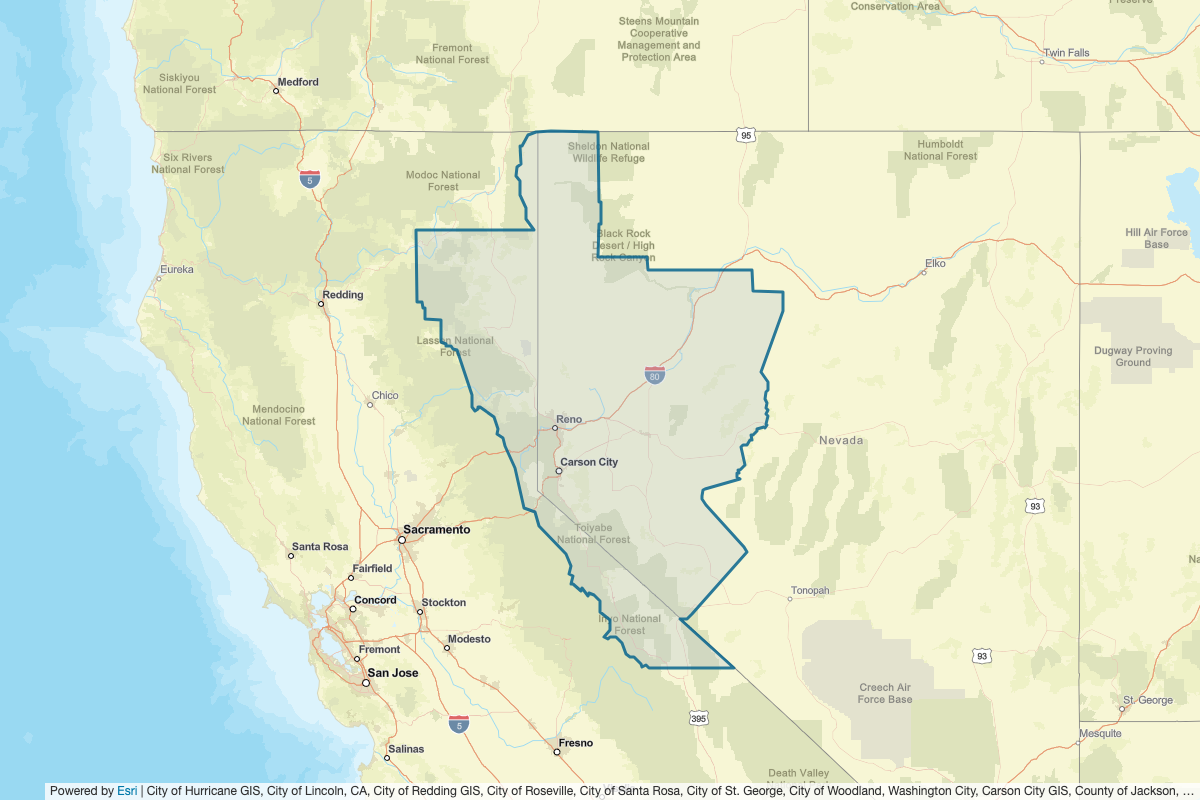 Conservation Area
Preserve
Steens Mountain
Cooperative
Management and
Protection Area
Fremont
National Forest
Twin Falls
Siskiyou
National Forest
Medford
95
Six Rivers
National Forest
Sheldon National
Wildlife Refuge
Humboldt
National Forest
5
Modoc National
Forest
Black Rock
Desert / High
Rock Canyon
Hill Air Force
Base
Eureka
Elko
Redding
Lassen National
Forest
Dugway Proving
Ground
80
Chico
Mendocino
National Forest
Reno
Nevada
Carson City
93
Sacramento
Toiyabe
National Forest
Santa Rosa
Fairfield
Na
Concord
Stockton
Tonopah
Inyo National
Forest
Modesto
Fremont
93
San Jose
Creech Air
Force Base
St. George
395
5
Mesquite
Fresno
Salinas
Death Valley
Powered by Esri | City of Hurricane GIS, City of Lincoln, CA, City of Redding GIS, City of Roseville, City of Santa Rosa, City of St. George, City of Woodland, Washington City, Carson City GIS, County of Jackson, ...